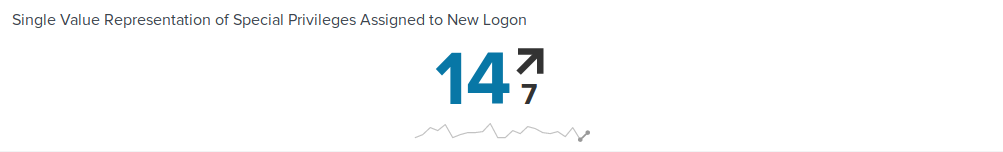 Single Value Representation of Special Privileges Assigned to New Logon
14
7